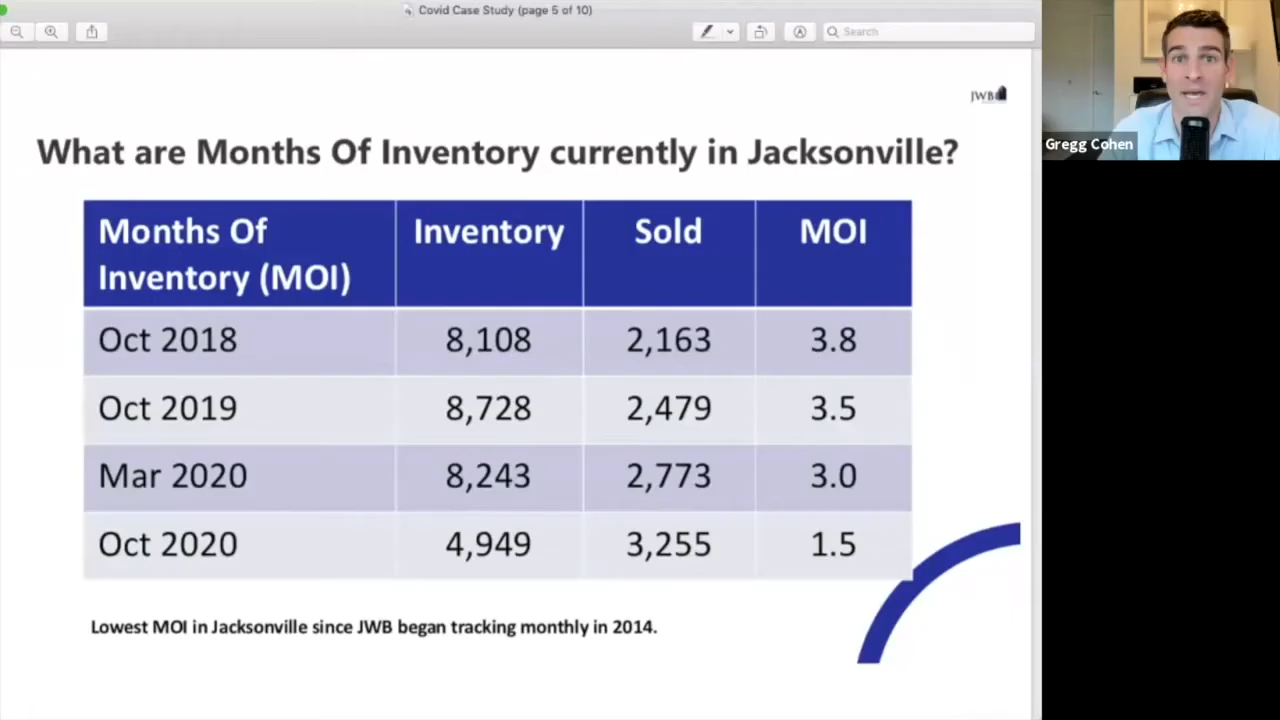 Covid Case Study (page 5 of 10)
Search
JWB
Gregg Cohen
What are Months Of Inventory currently in Jacksonville?
Months Of Inventory (MOI) Inventory Sold MOI
Oct 2018 8,108 2,163 3.8
Oct 2019 8,728 2,479 3.5
Mar 2020 8,243 2,773 3.0
Oct 2020 4,949 3,255 1.5
Lowest MOI in Jacksonville since JWB began tracking monthly in 2014.